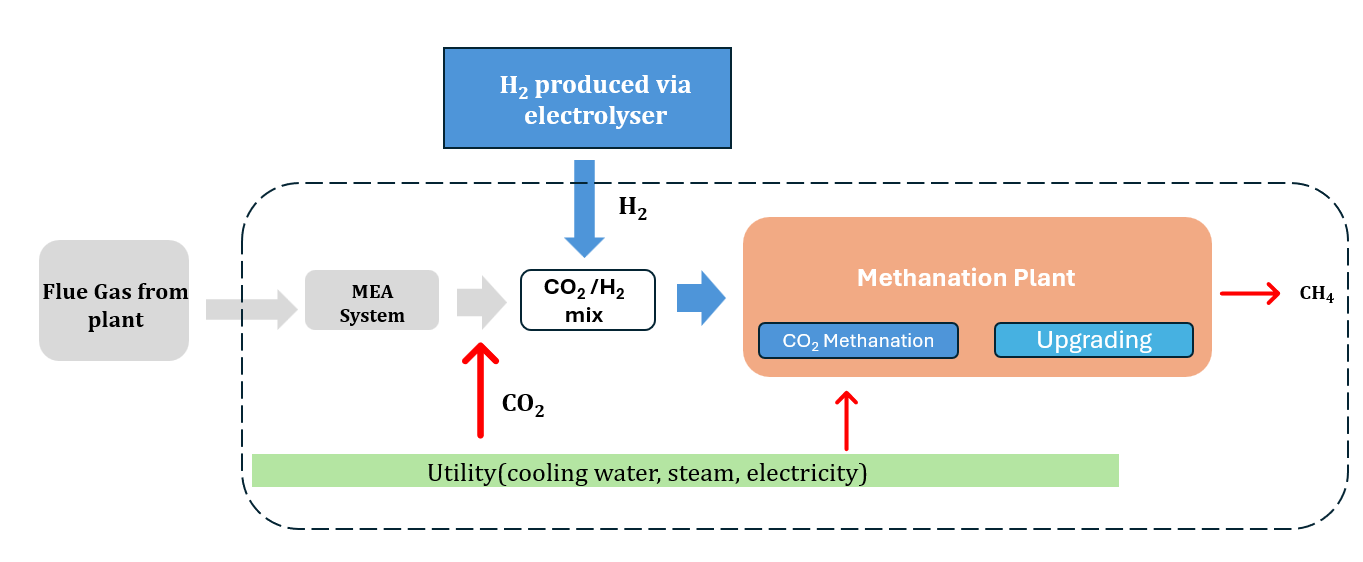 H₂ produced via
electrolyser
H₂
Flue Gas from
plant
MEA
System
CO₂ /H₂
mix
Methanation Plant
CO₂ Methanation
Upgrading
CH₄
CO₂
Utility(cooling water, steam, electricity)